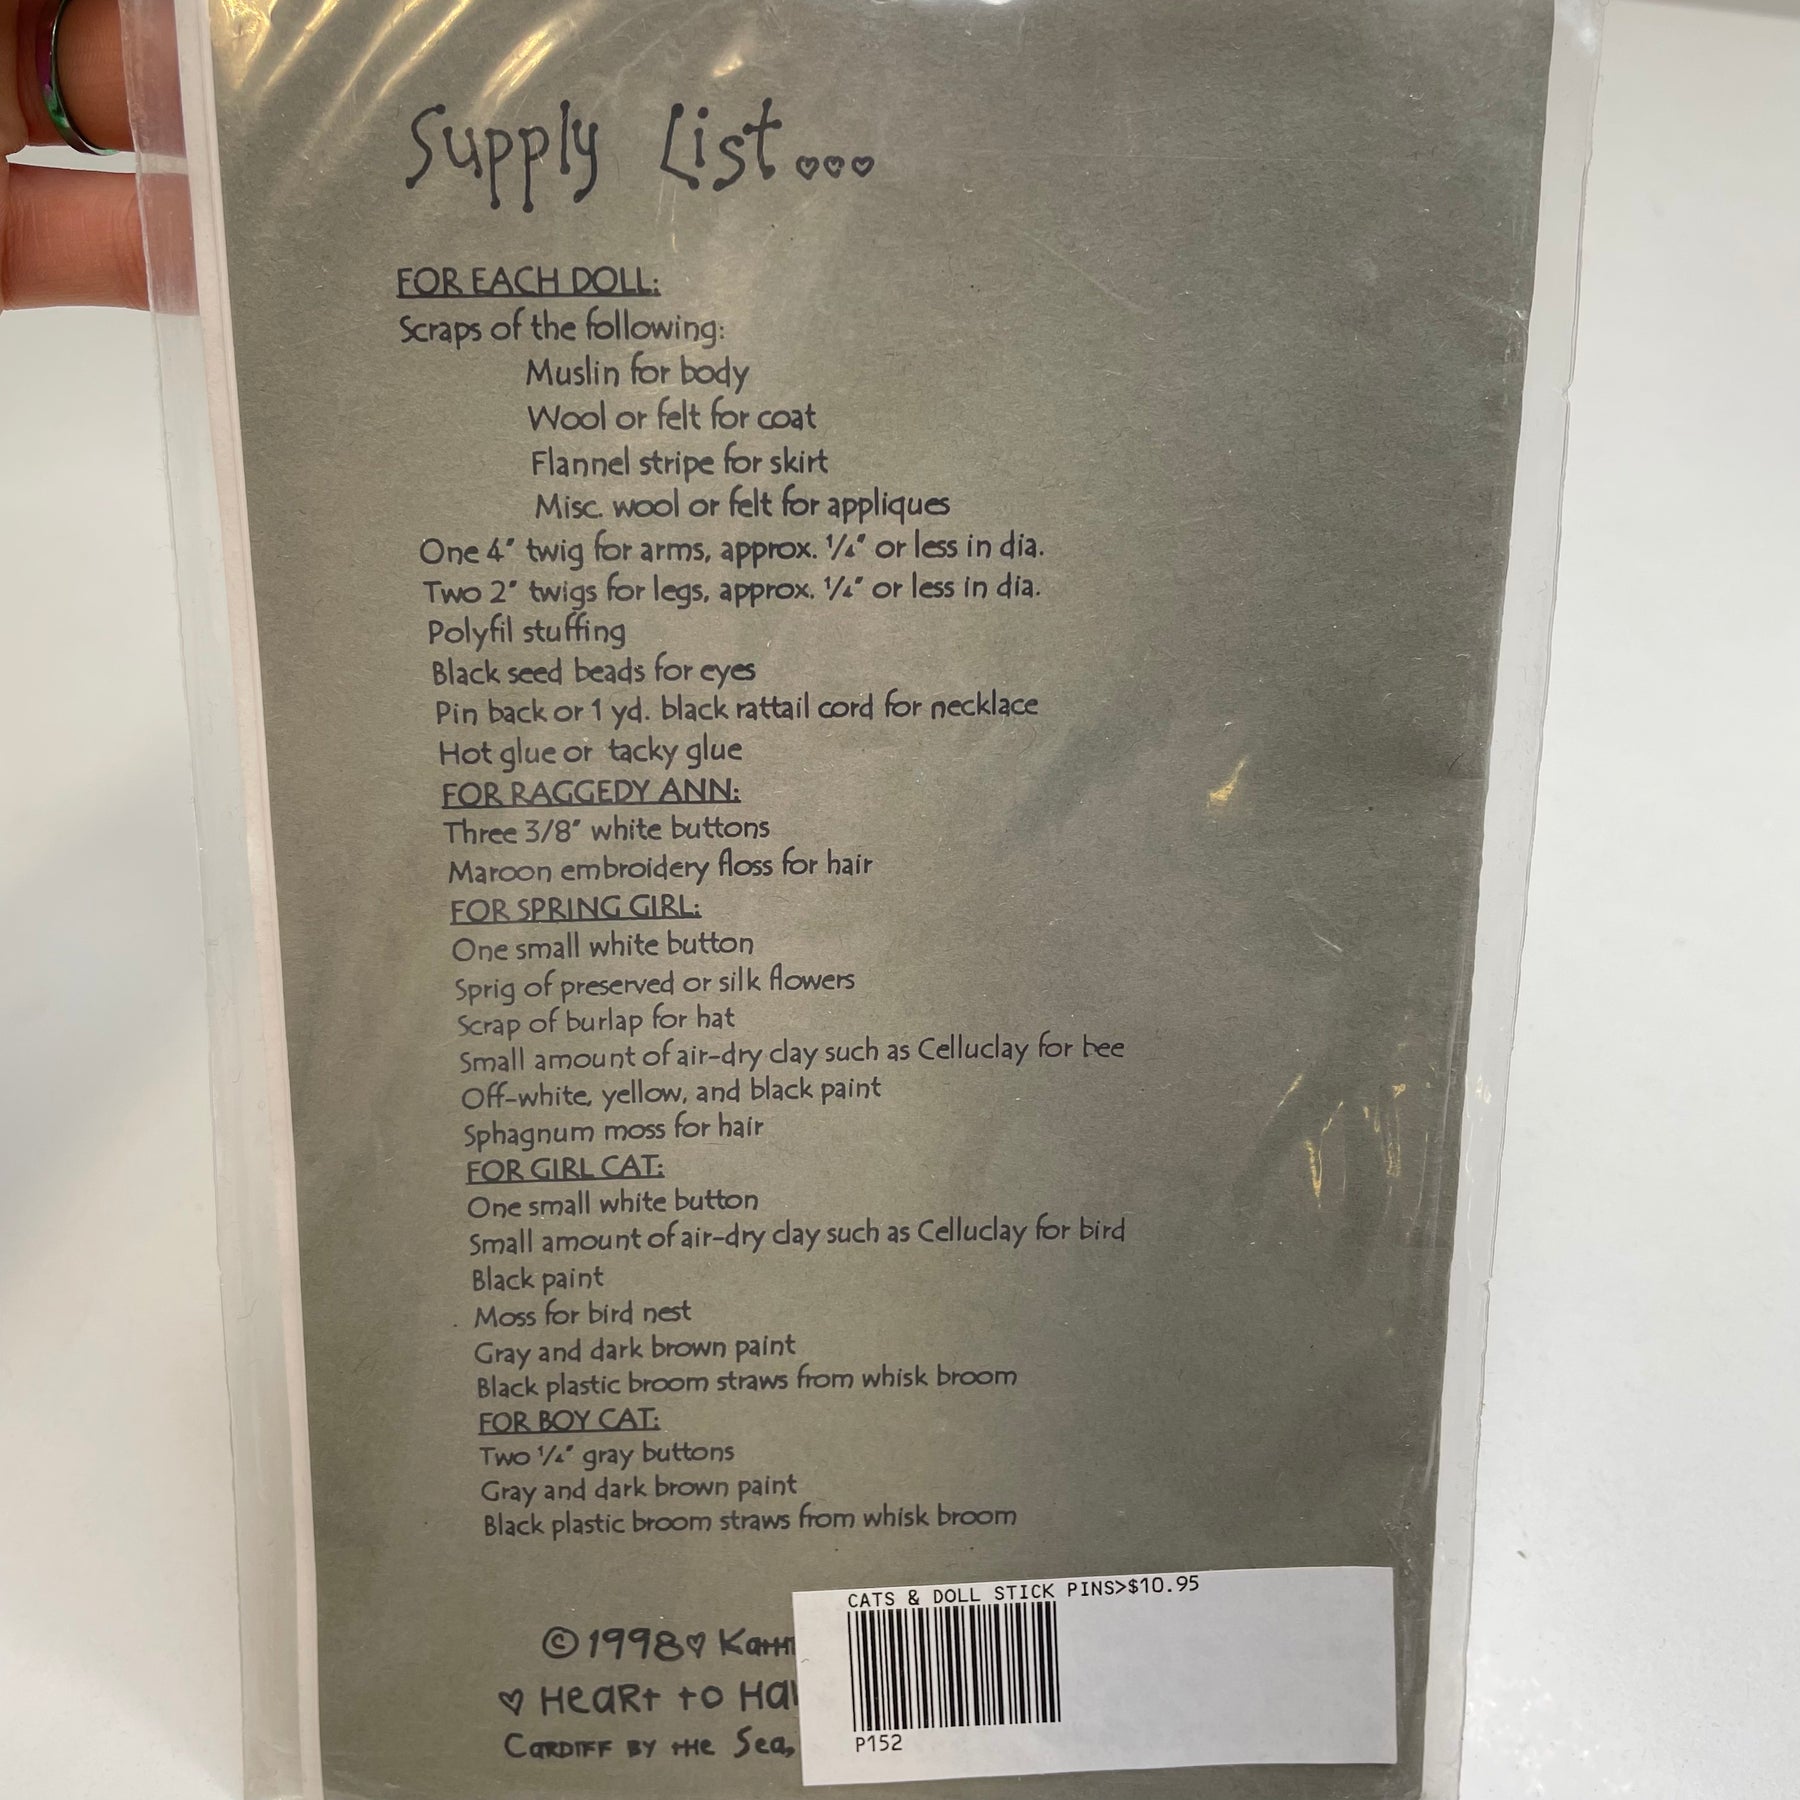 Supply List...
FOR EACH DOLL:
Scraps of the following:
Muslin for body
Wool or felt for coat
Flannel stripe for skirt
Misc. wool or felt for appliques
One 4" twig for arms, approx. 1/4" or less in dia.
Two 2" twigs for legs, approx. 1/4" or less in dia.
Polyfil stuffing
Black seed beads for eyes
Pin back or 1 yd. black rattail cord for necklace
Hot glue or tacky glue
FOR RAGGEDY ANN:
Three 3/8" white buttons
Maroon embroidery floss for hair
FOR SPRING GIRL:
One small white button
Sprig of preserved or silk flowers
Scrap of burlap for hat
Small amount of air-dry clay such as Celluclay for bee
Off-white, yellow, and black paint
Sphagnum moss for hair
FOR GIRL CAT:
One small white button
Small amount of air-dry clay such as Celluclay for bird
Black paint
Moss for bird nest
Gray and dark brown paint
Black plastic broom straws from whisk broom
FOR BOY CAT:
Two 1/4" gray buttons
Gray and dark brown paint
Black plastic broom straws from whisk broom
©1998♡
♡ HeaRt to
CARDIFF BY tHe Sea,
CATS & DOLL STICK PINS>$10.95
P152